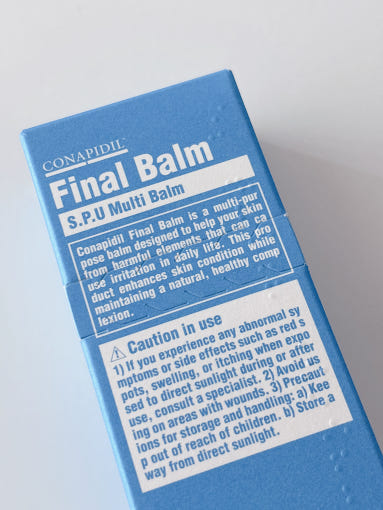 CONAPIDIL
Final Balm
S.P.U Multi Balm
Conapidil Final Balm is a multi-pur
pose balm designed to help your skin
from harmful elements that can ca
use irritation in daily life. This pro
duct enhances skin condition while
maintaining a natural, healthy comp
lexion.
⚠ Caution in use
1) If you experience any abnormal sy
mptoms or side effects such as red s
pots, swelling, or itching when expo
sed to direct sunlight during or after
use, consult a specialist. 2) Avoid us
ing on areas with wounds. 3) Precaut
ions for storage and handling: a) Kee
p out of reach of children. b) Store a
way from direct sunlight.